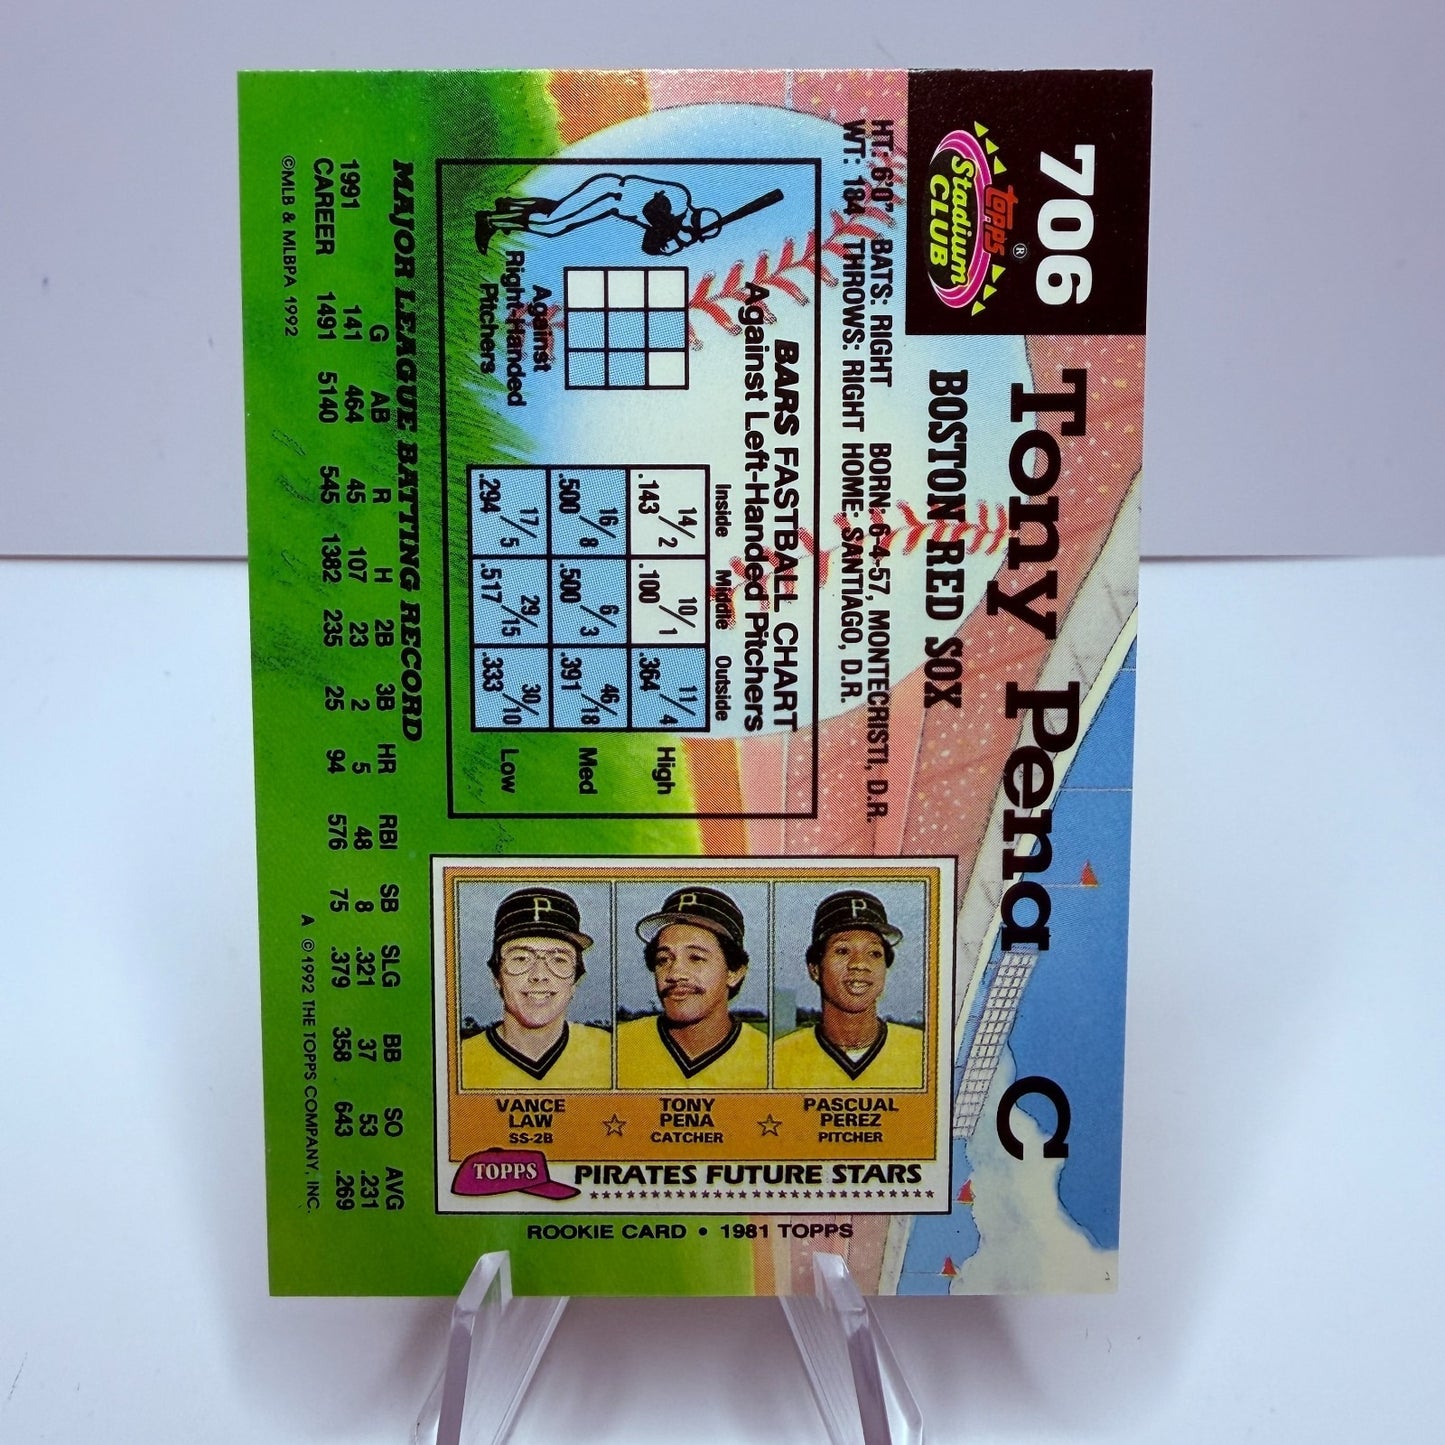 706
topps®
Stadium
CLUB
Tony Pena C
BOSTON RED SOX
HT: 6'0" BATS: RIGHT BORN: 6-4-57, MONTECRISTI, D.R.
WT: 184 THROWS: RIGHT HOME: SANTIAGO, D.R.
BARS FASTBALL CHART
Against Left-Handed Pitchers
Inside Middle Outside
14/2 .143 10/1 .100 11/4 .364 High
16/8 .500 6/3 .500 46/18 .391 Med
17/5 .294 29/15 .517 30/10 .333 Low
Against
Right-Handed
Pitchers
VANCE LAW SS-2B
TONY PENA CATCHER
PASCUAL PEREZ PITCHER
TOPPS PIRATES FUTURE STARS
ROOKIE CARD • 1981 TOPPS
MAJOR LEAGUE BATTING RECORD
G AB R H 2B 3B HR RBI SB SLG BB SO AVG
1991 141 464 45 107 23 2 5 48 8 .321 37 53 .231
CAREER 1491 5140 545 1382 235 25 94 576 75 .379 358 643 .269
©MLB & MLBPA 1992
A ©1992 THE TOPPS COMPANY, INC.